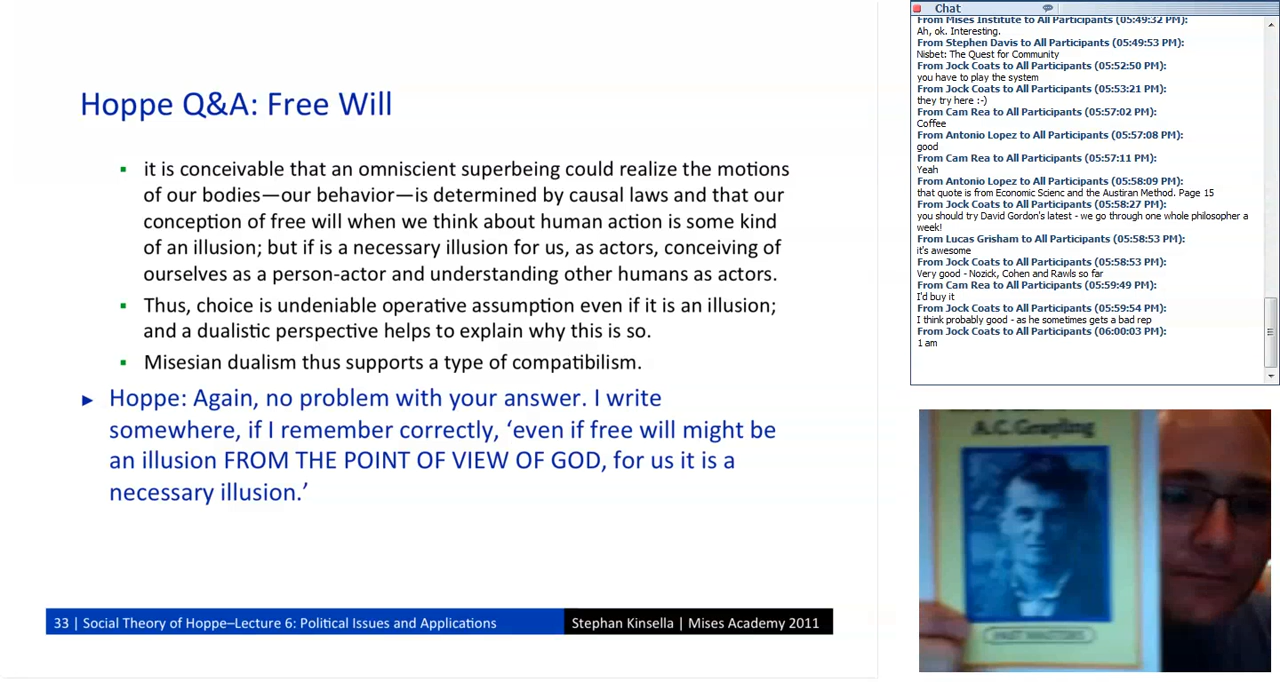 Hoppe Q&A: Free Will
▪ it is conceivable that an omniscient superbeing could realize the motions
of our bodies—our behavior—is determined by causal laws and that our
conception of free will when we think about human action is some kind
of an illusion; but if is a necessary illusion for us, as actors, conceiving of
ourselves as a person-actor and understanding other humans as actors.
▪ Thus, choice is undeniable operative assumption even if it is an illusion;
and a dualistic perspective helps to explain why this is so.
▪ Misesian dualism thus supports a type of compatibilism.
► Hoppe: Again, no problem with your answer. I write
somewhere, if I remember correctly, ‘even if free will might be
an illusion FROM THE POINT OF VIEW OF GOD, for us it is a
necessary illusion.’
33 | Social Theory of Hoppe–Lecture 6: Political Issues and Applications
Stephan Kinsella | Mises Academy 2011
Chat
From Mises Institute to All Participants (05:49:32 PM):
Ah, ok. Interesting.
From Stephen Davis to All Participants (05:49:53 PM):
Nisbet: The Quest for Community
From Jock Coats to All Participants (05:52:50 PM):
you have to play the system
From Jock Coats to All Participants (05:53:21 PM):
they try here :-)
From Cam Rea to All Participants (05:57:02 PM):
Coffee
From Antonio Lopez to All Participants (05:57:08 PM):
good
From Cam Rea to All Participants (05:57:11 PM):
Yeah
From Antonio Lopez to All Participants (05:58:09 PM):
that quote is from Economic Scienc and the Austiran Method. Page 15
From Jock Coats to All Participants (05:58:27 PM):
you should try David Gordon's latest - we go through one whole philosopher a
week!
From Lucas Grisham to All Participants (05:58:53 PM):
it's awesome
From Jock Coats to All Participants (05:58:53 PM):
Very good - Nozick, Cohen and Rawls so far
From Cam Rea to All Participants (05:59:49 PM):
I'd buy it
From Jock Coats to All Participants (05:59:54 PM):
I think probably good - as he sometimes gets a bad rep
From Jock Coats to All Participants (06:00:03 PM):
1 am
A.C. Grayling
PAST MASTERS